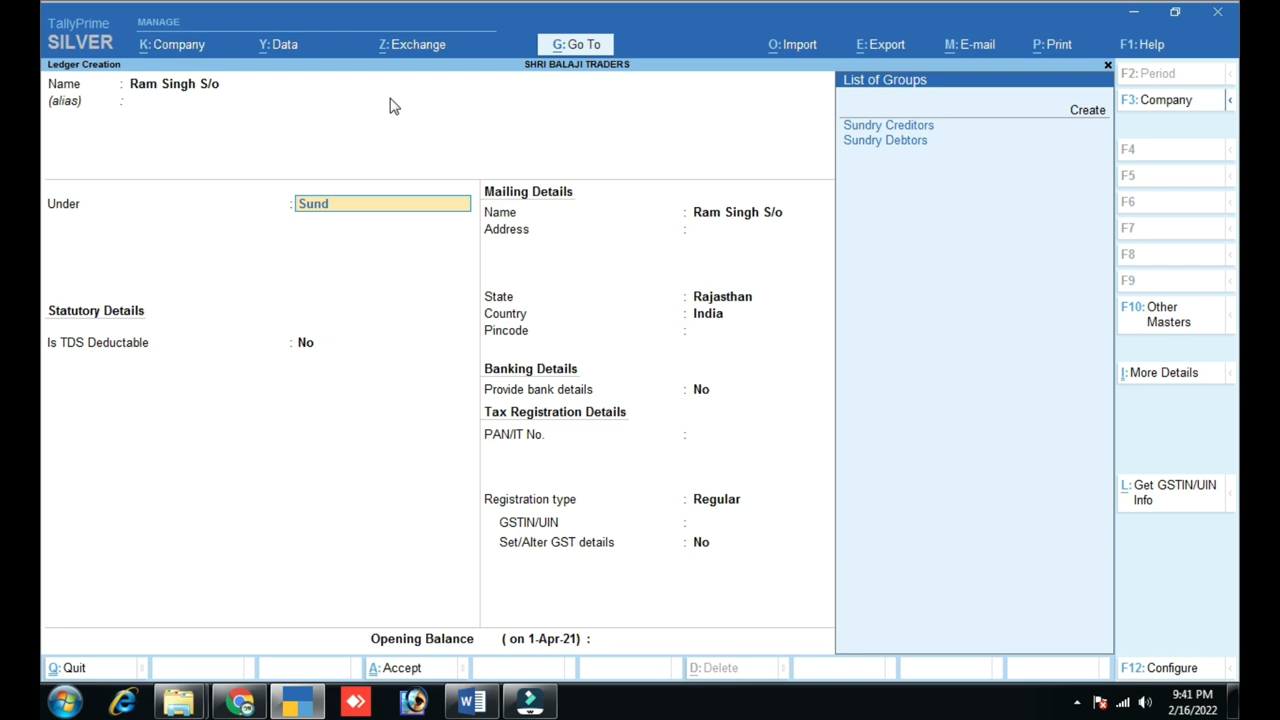 TallyPrime
SILVER
MANAGE
K: Company
Y: Data
Z: Exchange
G: Go To
O: Import
E: Export
M: E-mail
P: Print
F1: Help
Ledger Creation
SHRI BALAJI TRADERS
Name : Ram Singh S/o
(alias) :
Under : Sund
Statutory Details
Is TDS Deductable : No
Mailing Details
Name : Ram Singh S/o
Address :
State : Rajasthan
Country : India
Pincode :
Banking Details
Provide bank details : No
Tax Registration Details
PAN/IT No. :
Registration type : Regular
GSTIN/UIN :
Set/Alter GST details : No
Opening Balance ( on 1-Apr-21) :
List of Groups
Create
Sundry Creditors
Sundry Debtors
F2: Period
F3: Company
F4
F5
F6
F7
F8
F9
F10: Other
Masters
I: More Details
L: Get GSTIN/UIN
Info
Q: Quit
A: Accept
D: Delete
F12: Configure
9:41 PM
2/16/2022